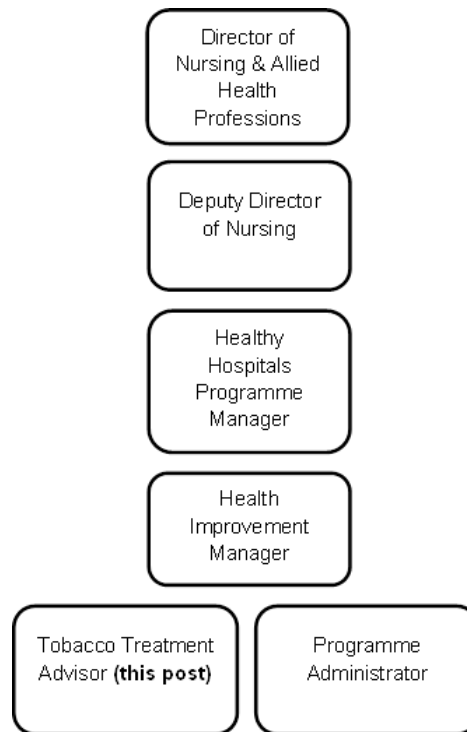 Director of
Nursing & Allied
Health
Professions
Deputy Director
of Nursing
Healthy
Hospitals
Programme
Manager
Health
Improvement
Manager
Tobacco Treatment
Advisor (this post)
Programme
Administrator